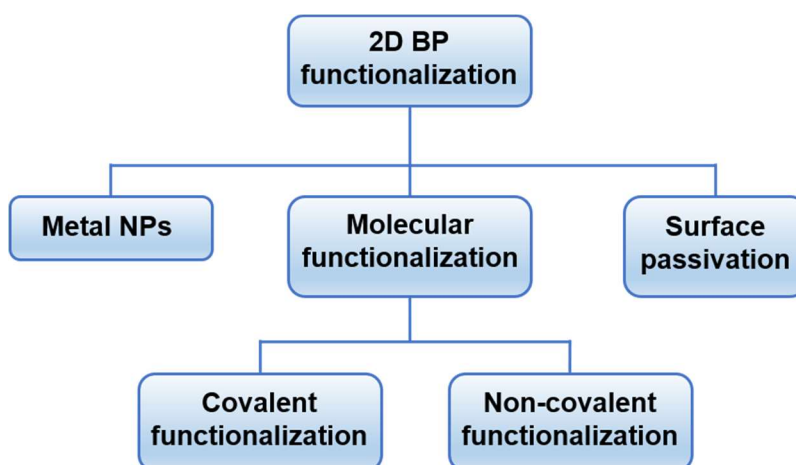 2D BP
functionalization
Metal NPs
Molecular
functionalization
Surface
passivation
Covalent
functionalization
Non-covalent
functionalization